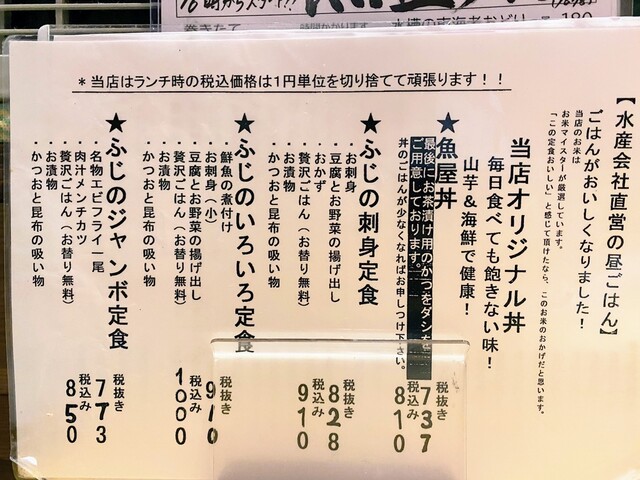 水槽の車海老おどり 180
＊当店はランチ時の税込価格は1円単位を切り捨てて頑張ります！！
【水産会社直営の昼ごはん】
ごはんがおいしくなりました！
当店のお米は
お米マイスターが厳選しています。
「この定食おいしい」と感じて頂けたなら、このお米のおかげだと思います。
当店オリジナル丼
毎日食べても飽きない味！
山芋＆海鮮で健康！
★魚屋丼
最後にお茶漬け用のかつをダシを
ご用意しております。
丼のごはんが少なくなればお申しつけ下さい。
税抜き 737
税込み 810
★ふじの刺身定食
・お刺身
・豆腐とお野菜の揚げ出し
・おかず
・贅沢ごはん（お替り無料）
・お漬物
・かつおと昆布の吸い物
税抜き 828
税込み 910
★ふじのいろいろ定食
・鮮魚の煮付け
・お刺身（小）
・豆腐とお野菜の揚げ出し
・贅沢ごはん（お替り無料）
・お漬物
・かつおと昆布の吸い物
税抜き 910
税込み 1000
★ふじのジャンボ定食
・名物エビフライ一尾
・肉汁メンチカツ
・贅沢ごはん（お替り無料）
・お漬物
・かつおと昆布の吸い物
税抜き 773
税込み 850